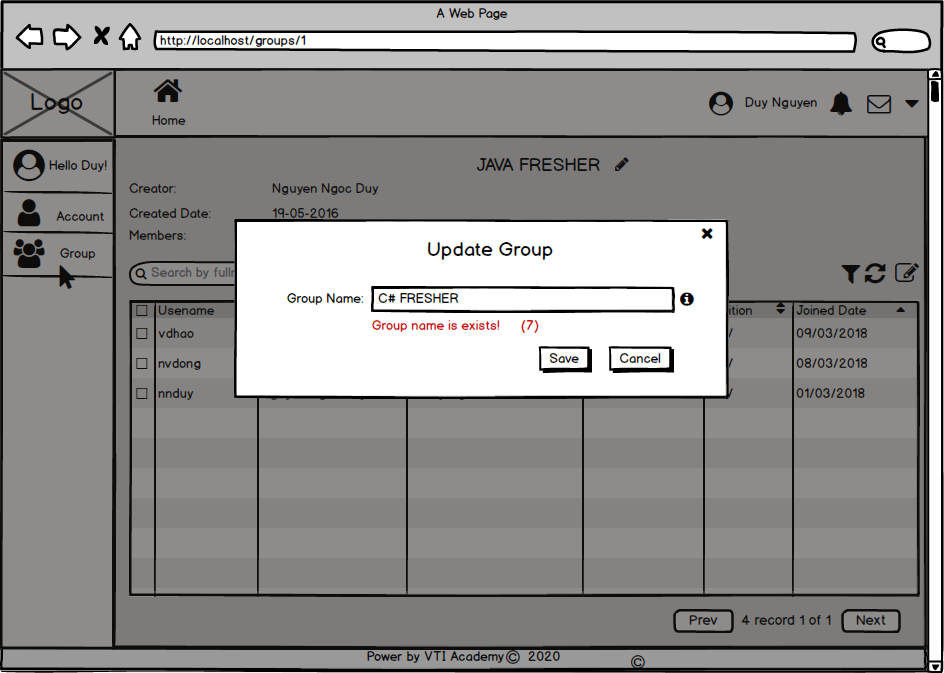 A Web Page
http://localhost/groups/1
Logo
Home
Duy Nguyen
Hello Duy!
Account
Group
JAVA FRESHER
Creator: Nguyen Ngoc Duy
Created Date: 19-05-2016
Members:
Search by
Update Group
Group Name: C# FRESHER
Group name is exists! (7)
Save Cancel
Usename Joined Date
vdhao 09/03/2018
nvdong 08/03/2018
nnduy 01/03/2018
Prev 4 record 1 of 1 Next
Power by VTI Academy© 2020
©